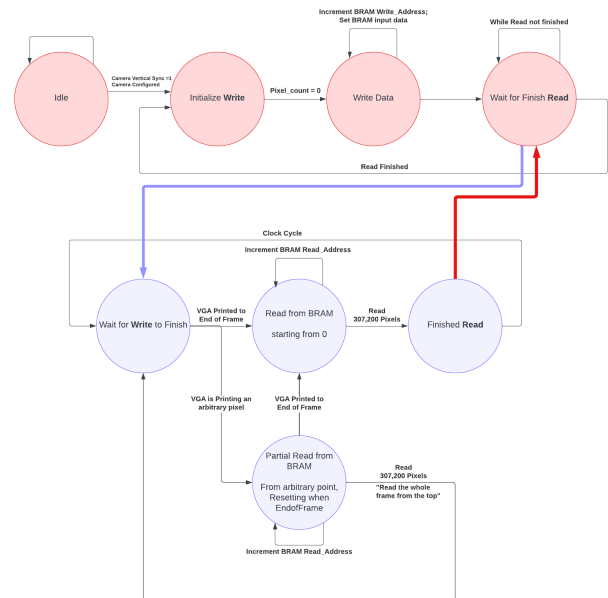 Increment BRAM Write_Address;
Set BRAM input data
While Read not finished
Camera Vertical Sync =1
Camera Configured
Idle
Initialize Write
Pixel_count = 0
Write Data
Wait for Finish Read
Read Finished
Clock Cycle
Increment BRAM Read_Address
Wait for Write to Finish
VGA Printed to
End of Frame
Read from BRAM
starting from 0
Read
307,200 Pixels
Finished Read
VGA is Printing an
arbitrary pixel
VGA Printed to
End of Frame
Partial Read from
BRAM
From arbitrary point,
Resetting when
EndofFrame
Read
307,200 Pixels
"Read the whole
frame from the top"
Increment BRAM Read_Address